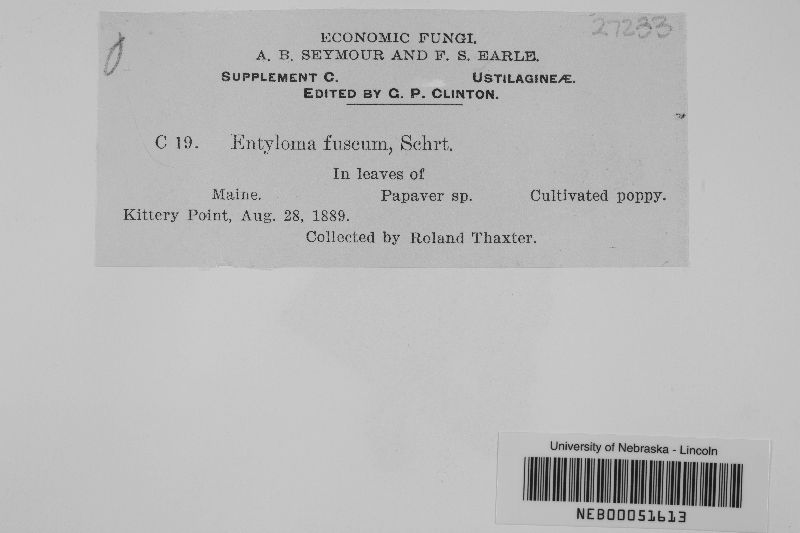 27233
ECONOMIC FUNGI.
A. B. SEYMOUR AND F. S. EARLE.
SUPPLEMENT C. USTILAGINEÆ.
EDITED BY G. P. CLINTON.
C 19. Entyloma fuscum, Schrt.
In leaves of
Maine. Papaver sp. Cultivated poppy.
Kittery Point, Aug. 28, 1889.
Collected by Roland Thaxter.
University of Nebraska - Lincoln
NEB00051613